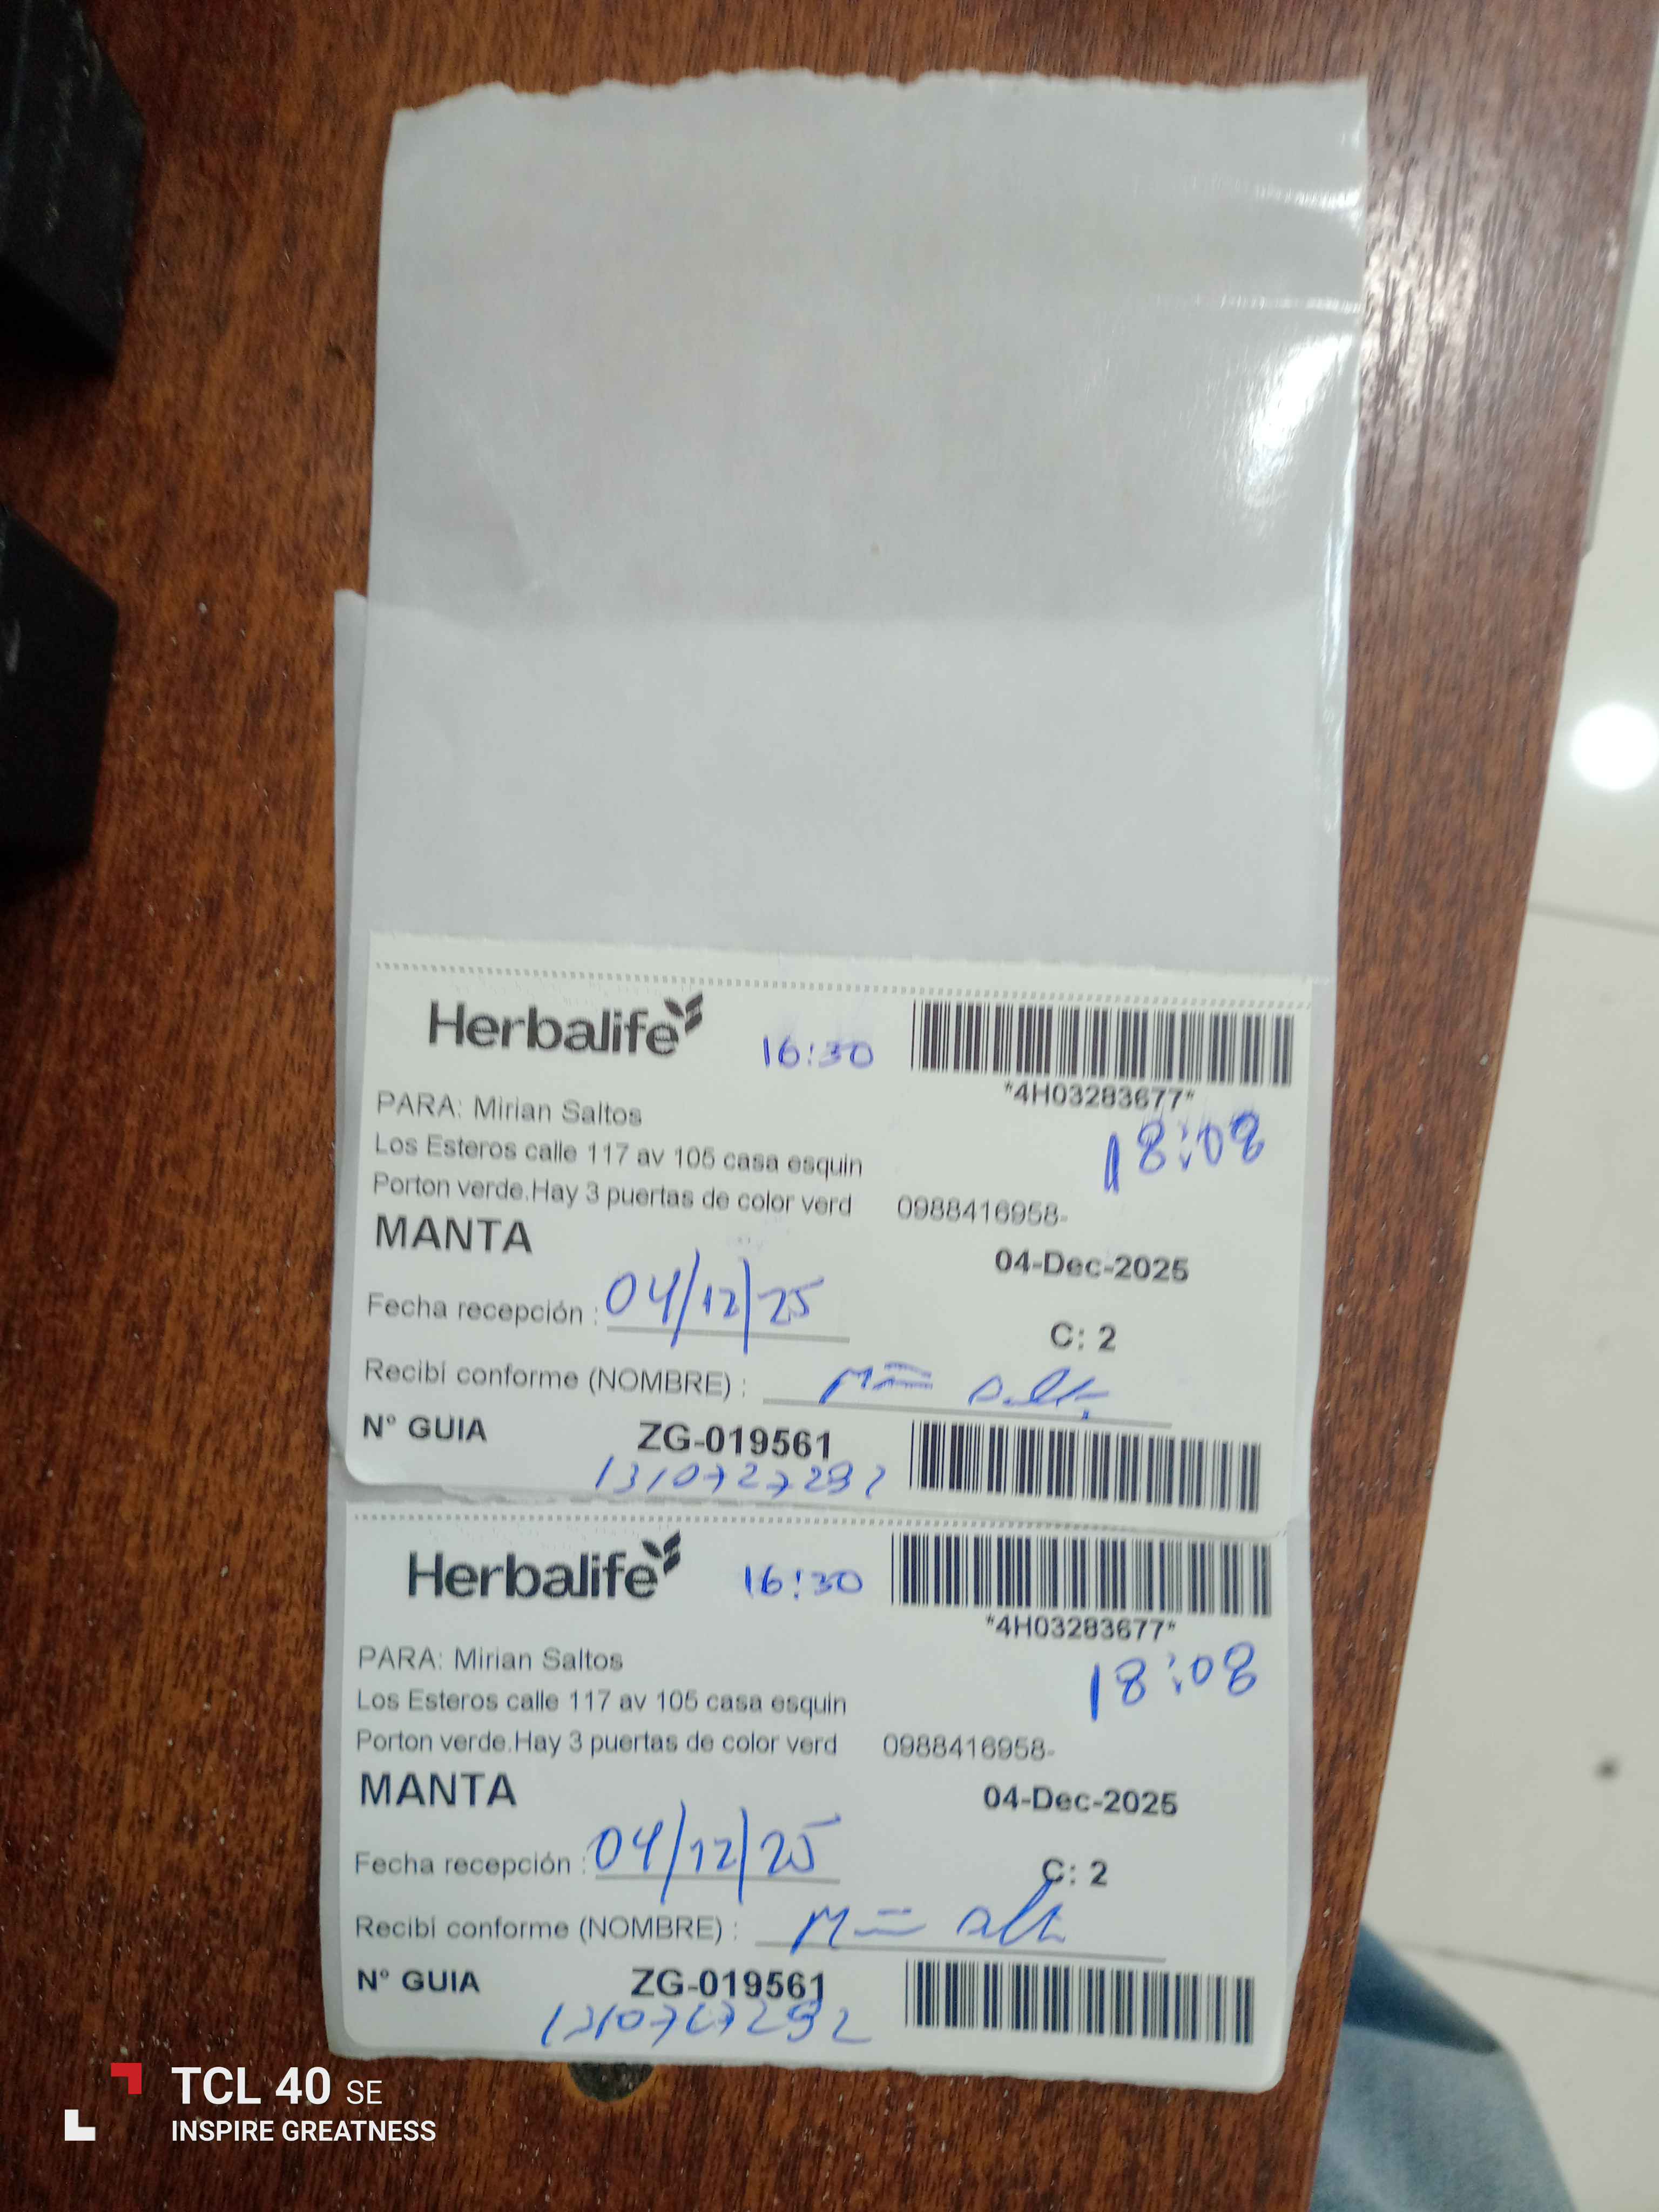 Herbalife
16:30
*4H03283677*
PARA: Mirian Saltos
18:08
Los Esteros calle 117 av 105 casa esquin
Porton verde.Hay 3 puertas de color verd 0988416958-
MANTA
04-Dec-2025
Fecha recepción : 04/12/25
C: 2
Recibí conforme (NOMBRE) :
N° GUIA ZG-019561
Herbalife
16:30
*4H03283677*
PARA: Mirian Saltos
18:08
Los Esteros calle 117 av 105 casa esquin
Porton verde.Hay 3 puertas de color verd 0988416958-
MANTA
04-Dec-2025
Fecha recepción : 04/12/25
C: 2
Recibí conforme (NOMBRE) :
N° GUIA ZG-019561
TCL 40 SE
INSPIRE GREATNESS